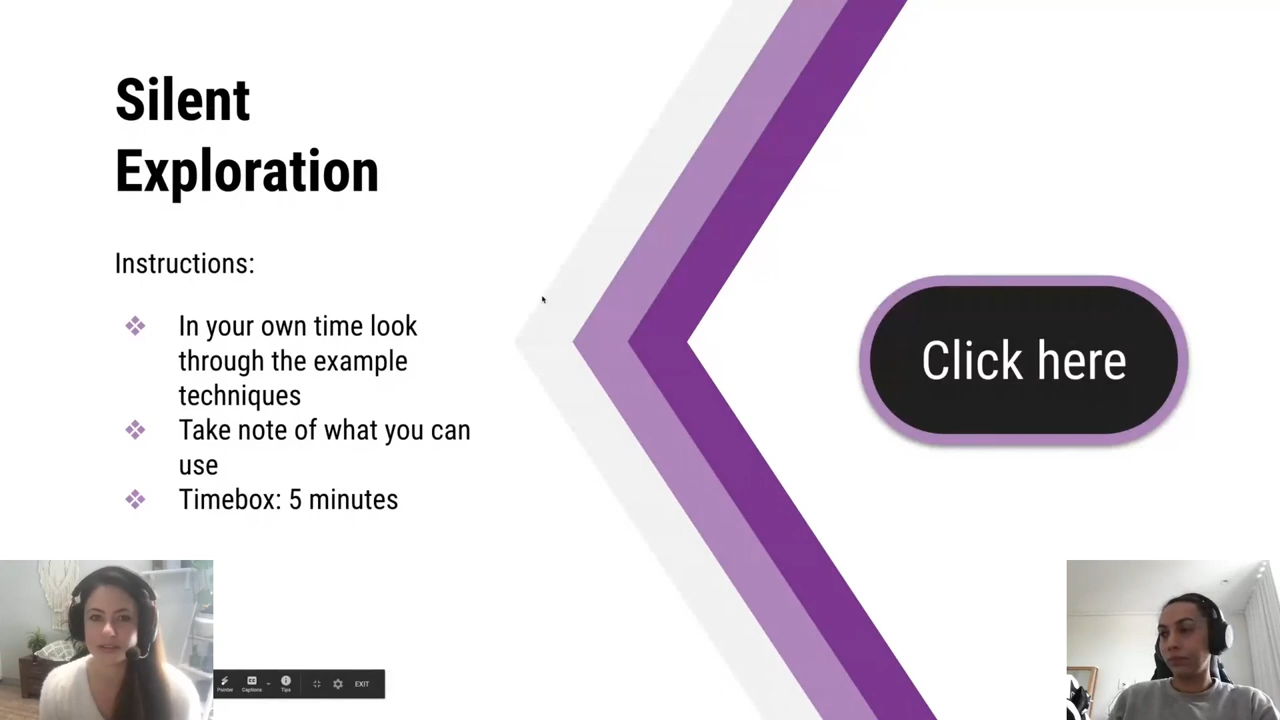 Silent
Exploration
Instructions:
In your own time look
through the example
techniques
Take note of what you can
use
Timebox: 5 minutes
Click here
Pointer
Captions
Tips
EXIT